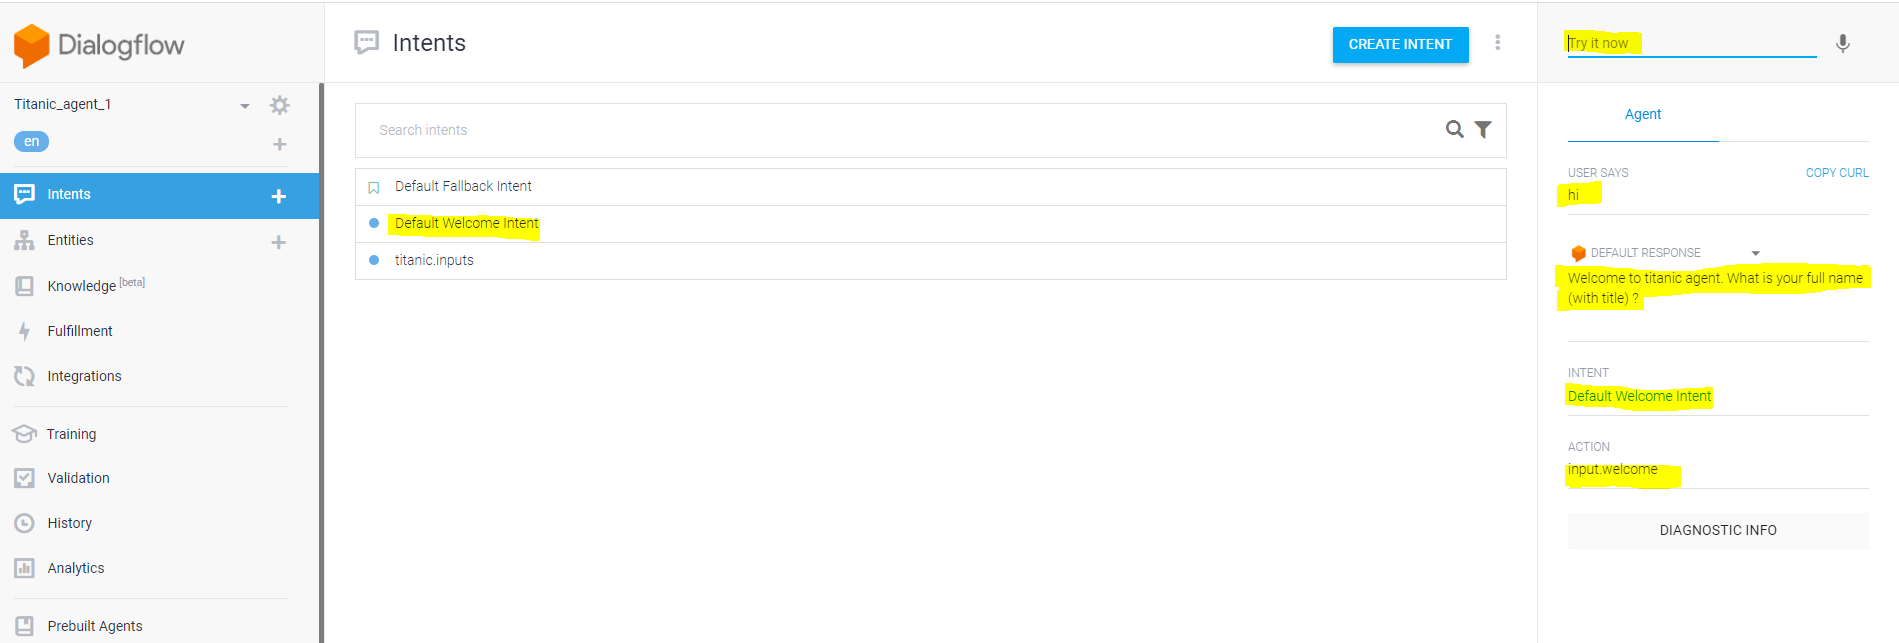 Dialogflow
Titanic_agent_1
en
Intents
Entities
Knowledge [beta]
Fulfillment
Integrations
Training
Validation
History
Analytics
Prebuilt Agents
Intents
CREATE INTENT
Search intents
Default Fallback Intent
Default Welcome Intent
titanic.inputs
Try it now
Agent
USER SAYS
COPY CURL
hi
DEFAULT RESPONSE
Welcome to titanic agent. What is your full name
(with title) ?
INTENT
Default Welcome Intent
ACTION
input.welcome
DIAGNOSTIC INFO